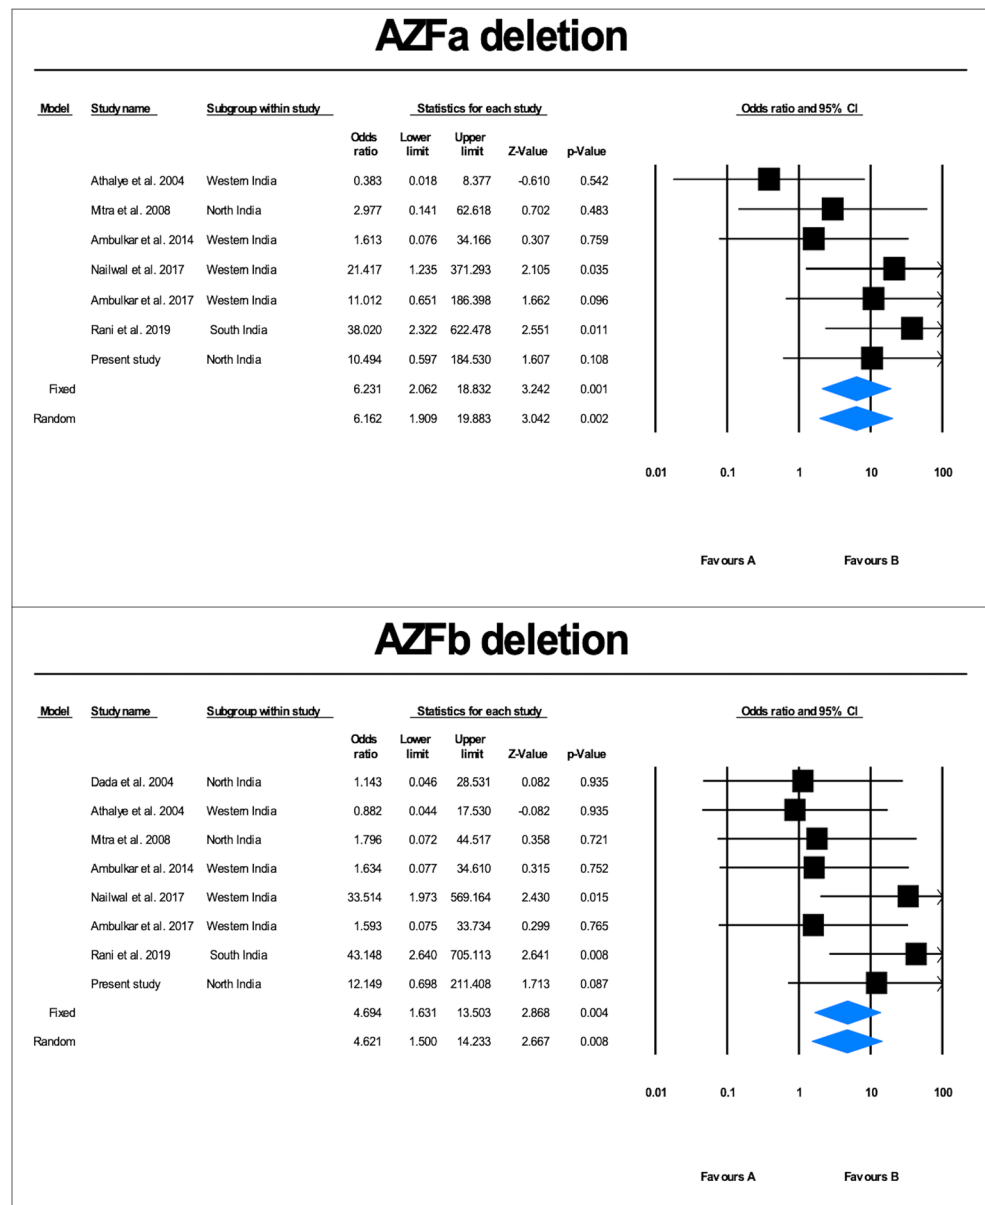 AZFa deletion
Model Study name Subgroup within study Statistics for each study Odds ratio and 95% CI
Odds ratio Lower limit Upper limit Z-Value p-Value
Athalye et al. 2004 Western India 0.383 0.018 8.377 -0.610 0.542
Mitra et al. 2008 North India 2.977 0.141 62.618 0.702 0.483
Ambulkar et al. 2014 Western India 1.613 0.076 34.166 0.307 0.759
Nailwal et al. 2017 Western India 21.417 1.235 371.293 2.105 0.035
Ambulkar et al. 2017 Western India 11.012 0.651 186.398 1.662 0.096
Rani et al. 2019 South India 38.020 2.322 622.478 2.551 0.011
Present study North India 10.494 0.597 184.530 1.607 0.108
Fixed 6.231 2.062 18.832 3.242 0.001
Random 6.162 1.909 19.883 3.042 0.002
0.01 0.1 1 10 100
Favours A Favours B
AZFb deletion
Model Study name Subgroup within study Statistics for each study Odds ratio and 95% CI
Odds ratio Lower limit Upper limit Z-Value p-Value
Dada et al. 2004 North India 1.143 0.046 28.531 0.082 0.935
Athalye et al. 2004 Western India 0.882 0.044 17.530 -0.082 0.935
Mitra et al. 2008 North India 1.796 0.072 44.517 0.358 0.721
Ambulkar et al. 2014 Western India 1.634 0.077 34.610 0.315 0.752
Nailwal et al. 2017 Western India 33.514 1.973 569.164 2.430 0.015
Ambulkar et al. 2017 Western India 1.593 0.075 33.734 0.299 0.765
Rani et al. 2019 South India 43.148 2.640 705.113 2.641 0.008
Present study North India 12.149 0.698 211.408 1.713 0.087
Fixed 4.694 1.631 13.503 2.868 0.004
Random 4.621 1.500 14.233 2.667 0.008
0.01 0.1 1 10 100
Favours A Favours B